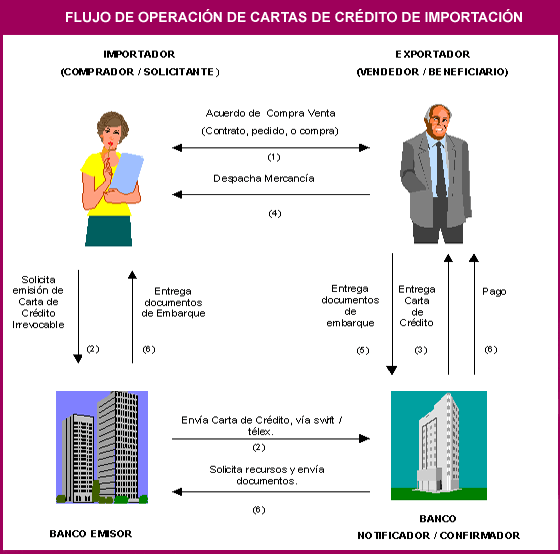 FLUJO DE OPERACIÓN DE CARTAS DE CRÉDITO DE IMPORTACIÓN
IMPORTADOR
(COMPRADOR / SOLICITANTE )
EXPORTADOR
(VENDEDOR / BENEFICIARIO)
Acuerdo de Compra Venta
(Contrato, pedido, o compra)
(1)
Despacha Mercancía
(4)
Solicita
emisión de
Carta de
Crédito
Irrevocable
(2)
Entrega
documentos
de Embarque
(6)
Entrega
documentos
de
embarque
(5)
Entrega
Carta
de
Crédito
(3)
Pago
(6)
Envía Carta de Crédito, vía swift /
télex.
(2)
Solicita recursos y envía
documentos.
(6)
BANCO EMISOR
BANCO
NOTIFICADOR / CONFIRMADOR